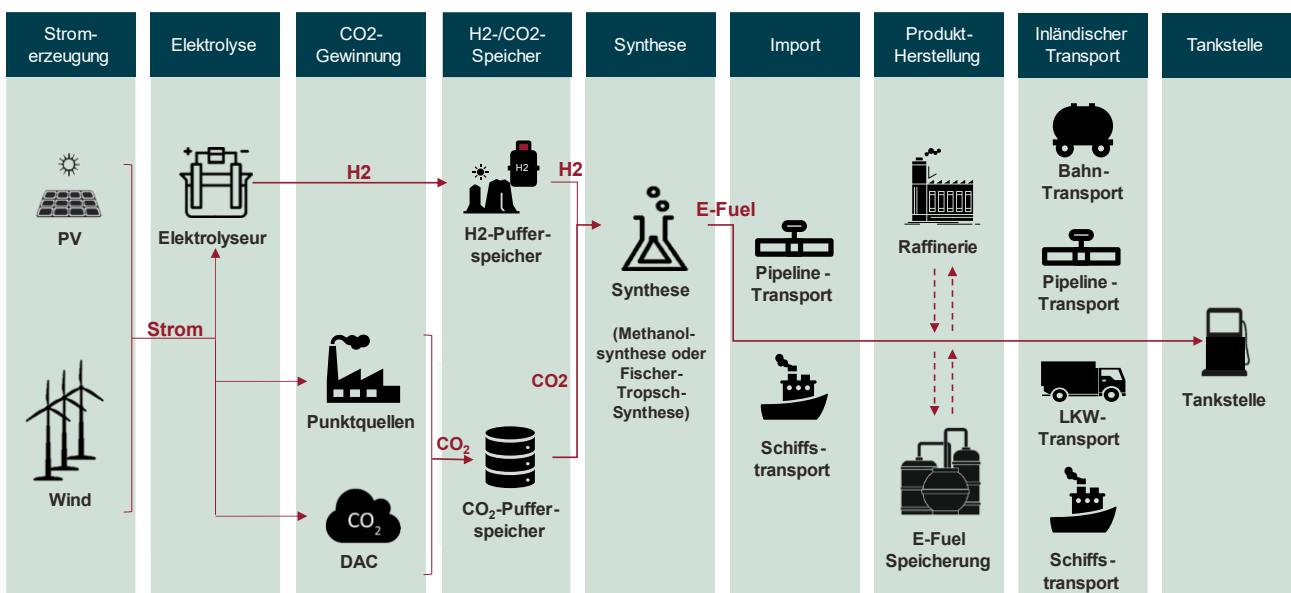 Strom-
erzeugung
Elektrolyse
CO2-
Gewinnung
H2-/CO2-
Speicher
Synthese
Import
Produkt-
Herstellung
Inländischer
Transport
Tankstelle
PV
Wind
Strom
+ −
Elektrolyseur
H2
Punktquellen
CO2
DAC
CO2
H2
H2-Puffer-
speicher
CO2-Puffer-
speicher
H2
CO2
Synthese
(Methanol-
synthese oder
Fischer-
Tropsch-
Synthese)
E-Fuel
Pipeline -
Transport
Schiffs-
transport
Raffinerie
E-Fuel
Speicherung
Bahn-
Transport
Pipeline -
Transport
LKW-
Transport
Schiffs-
transport
Tankstelle